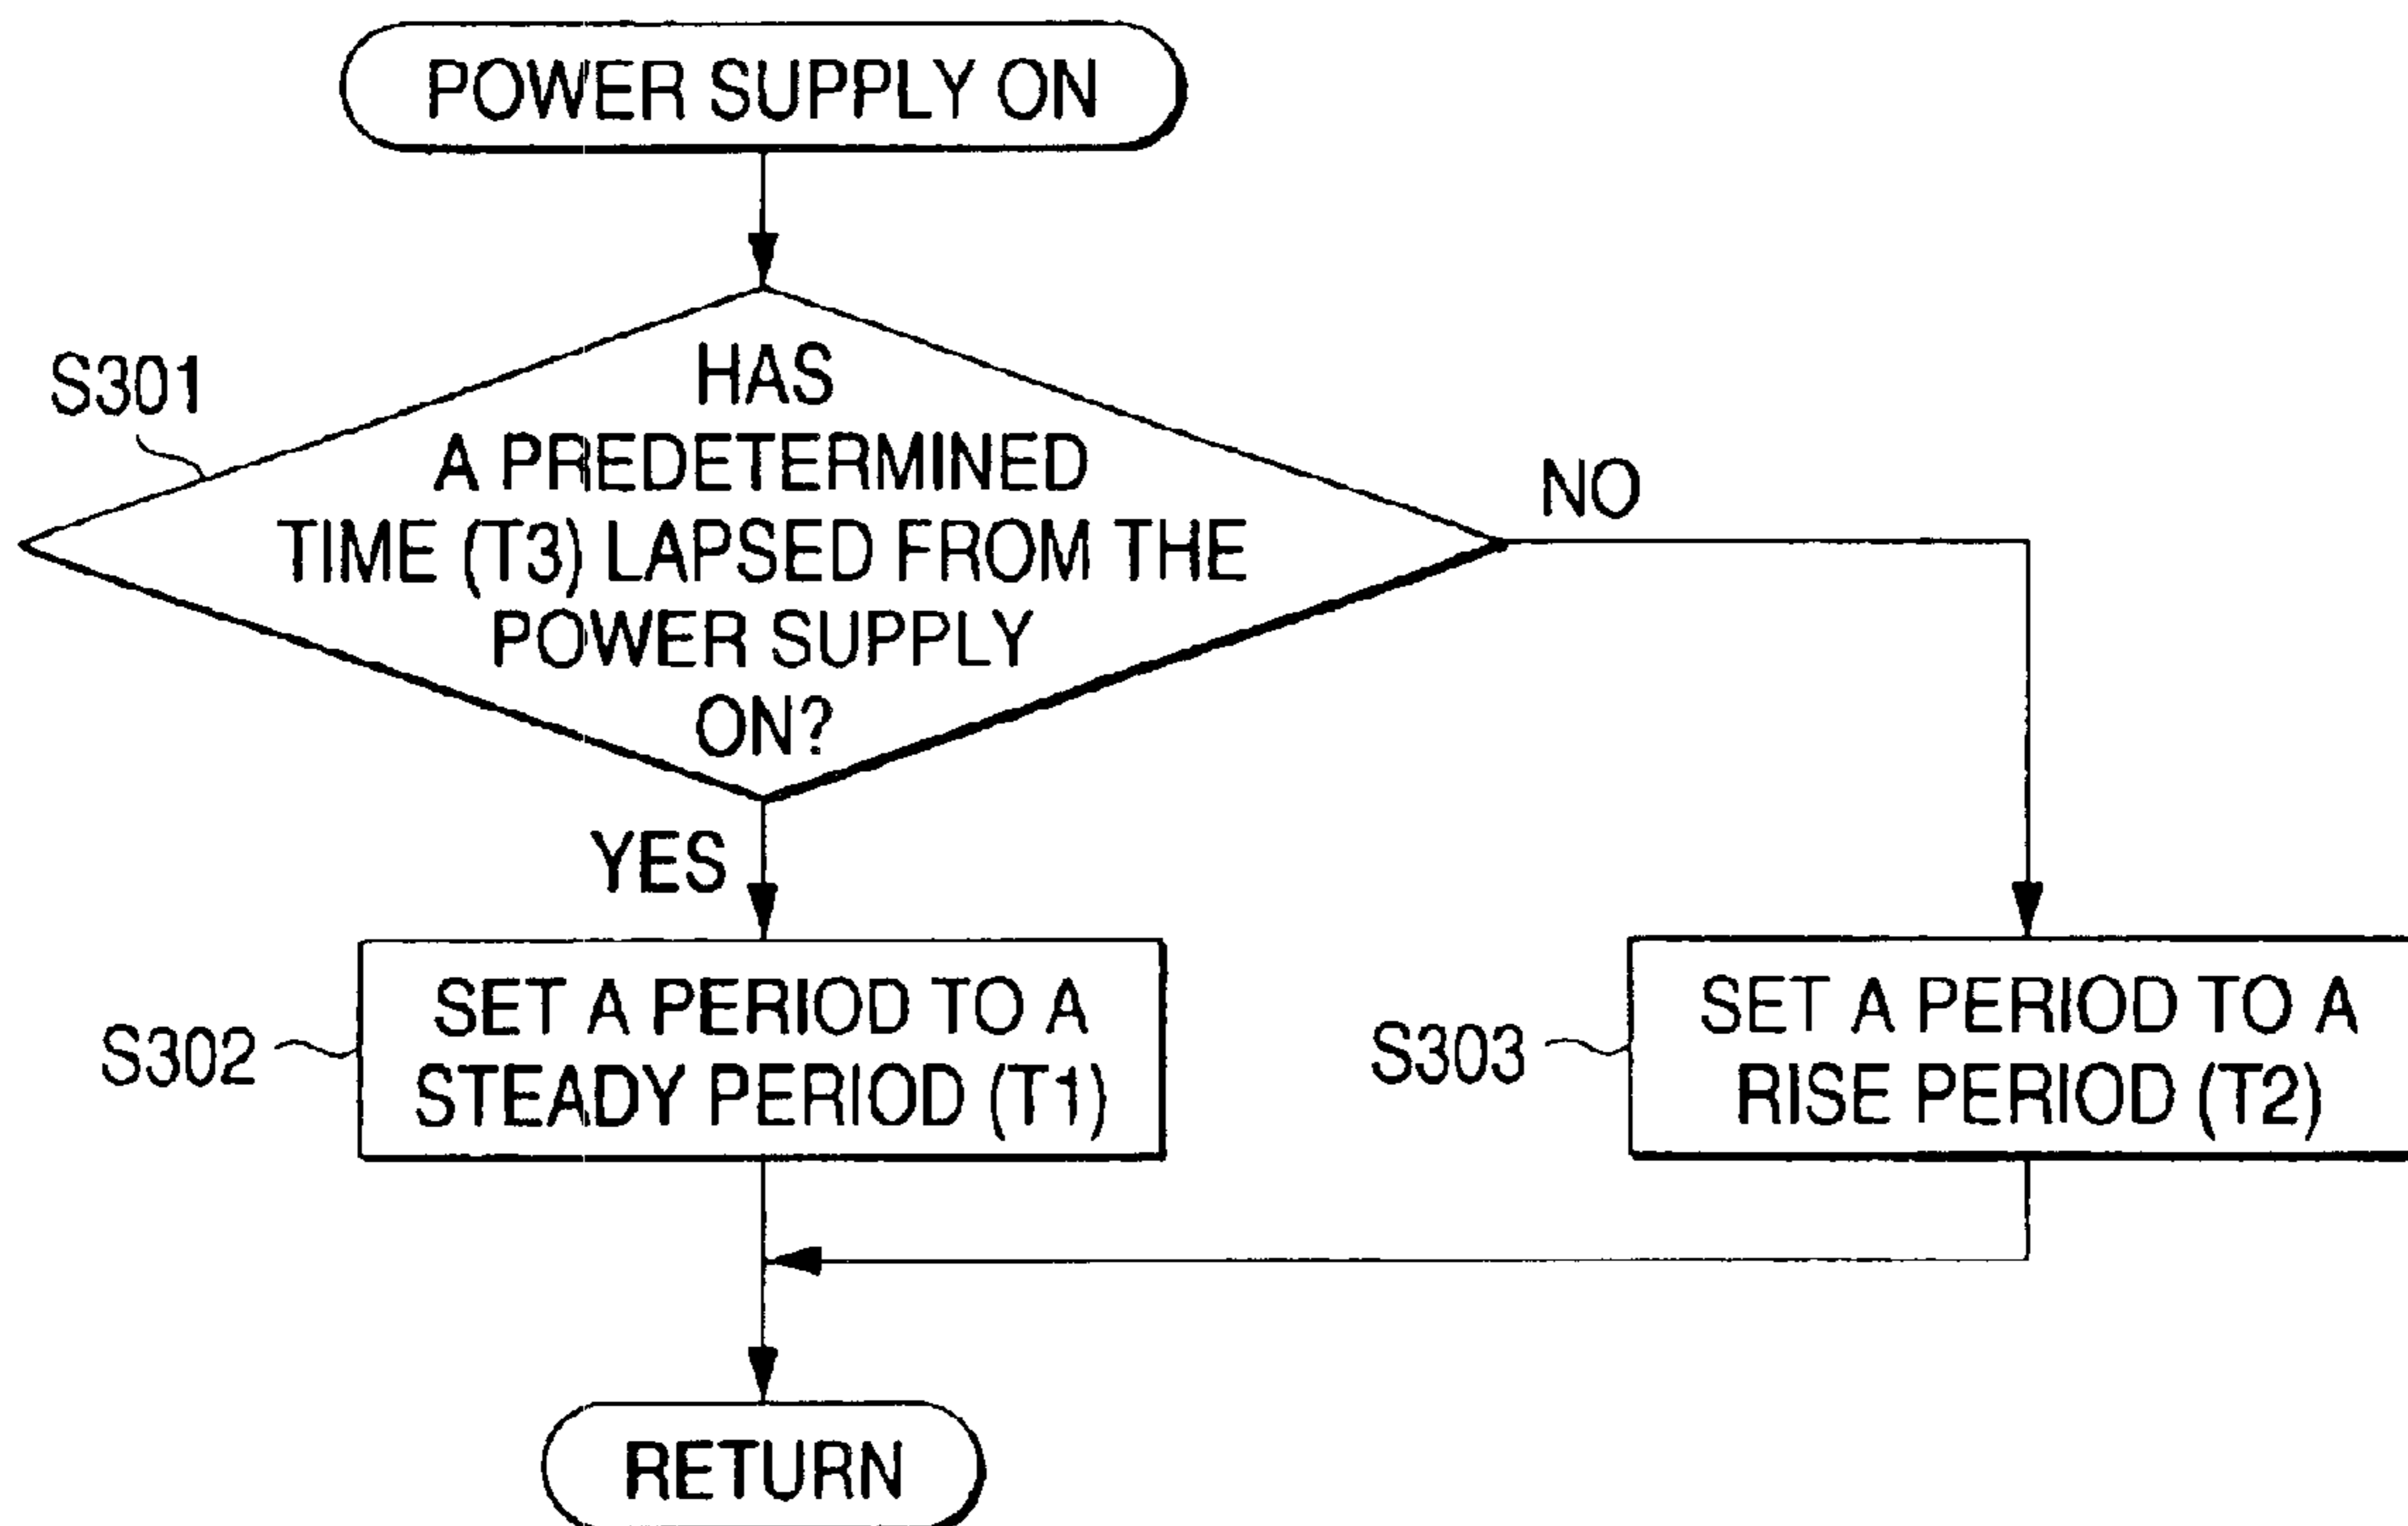 POWER SUPPLY ON
S301
HAS
A PREDETERMINED
TIME (T3) LAPSED FROM THE
POWER SUPPLY
ON?
NO
YES
S302
SET A PERIOD TO A
STEADY PERIOD (T1)
S303
SET A PERIOD TO A
RISE PERIOD (T2)
RETURN